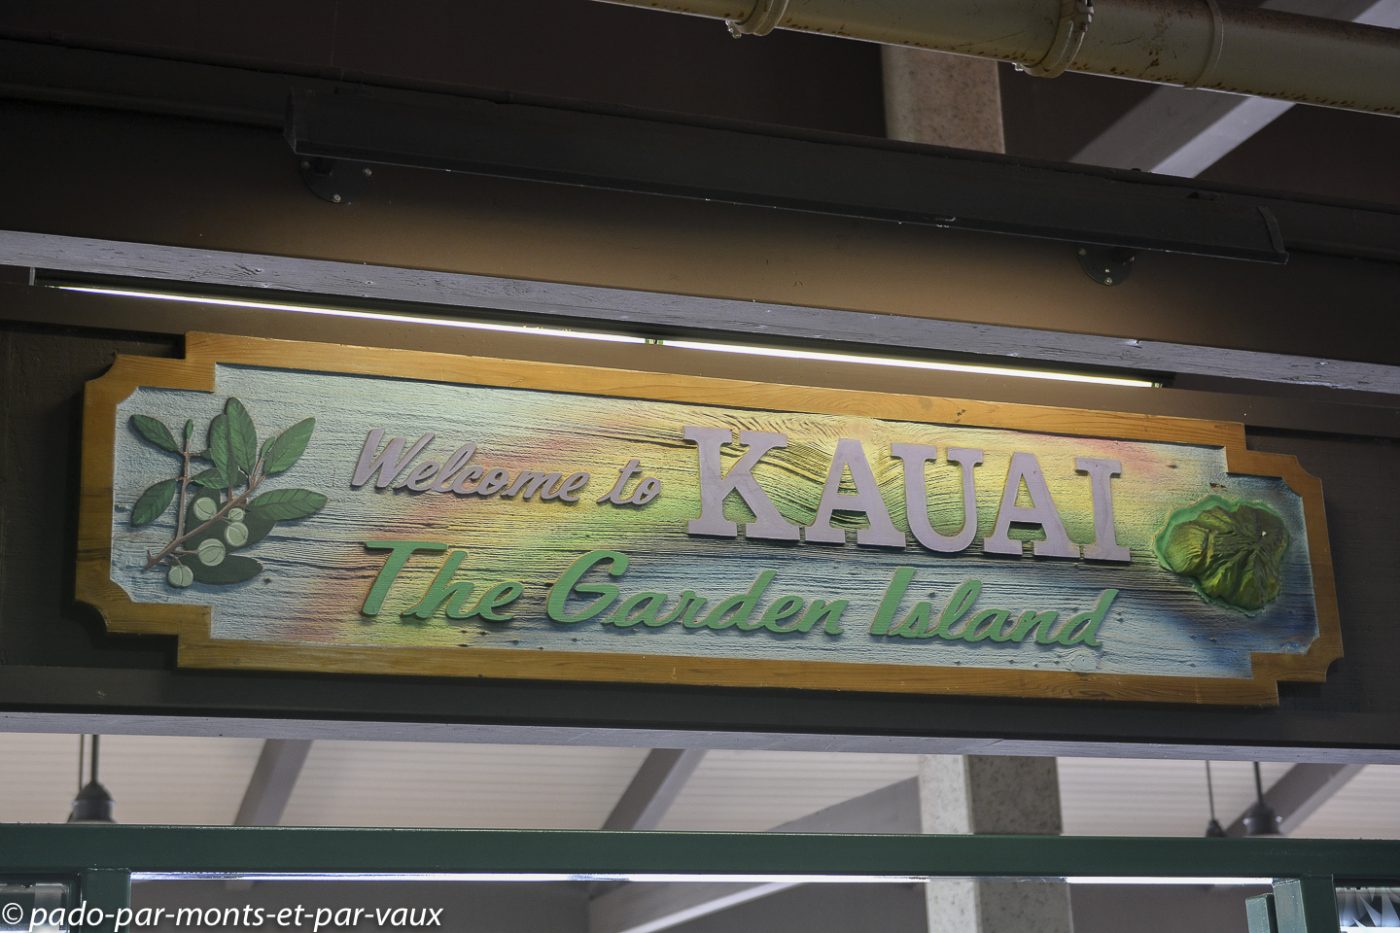 Welcome to KAUAI
The Garden Island
© pado-par-monts-et-par-vaux